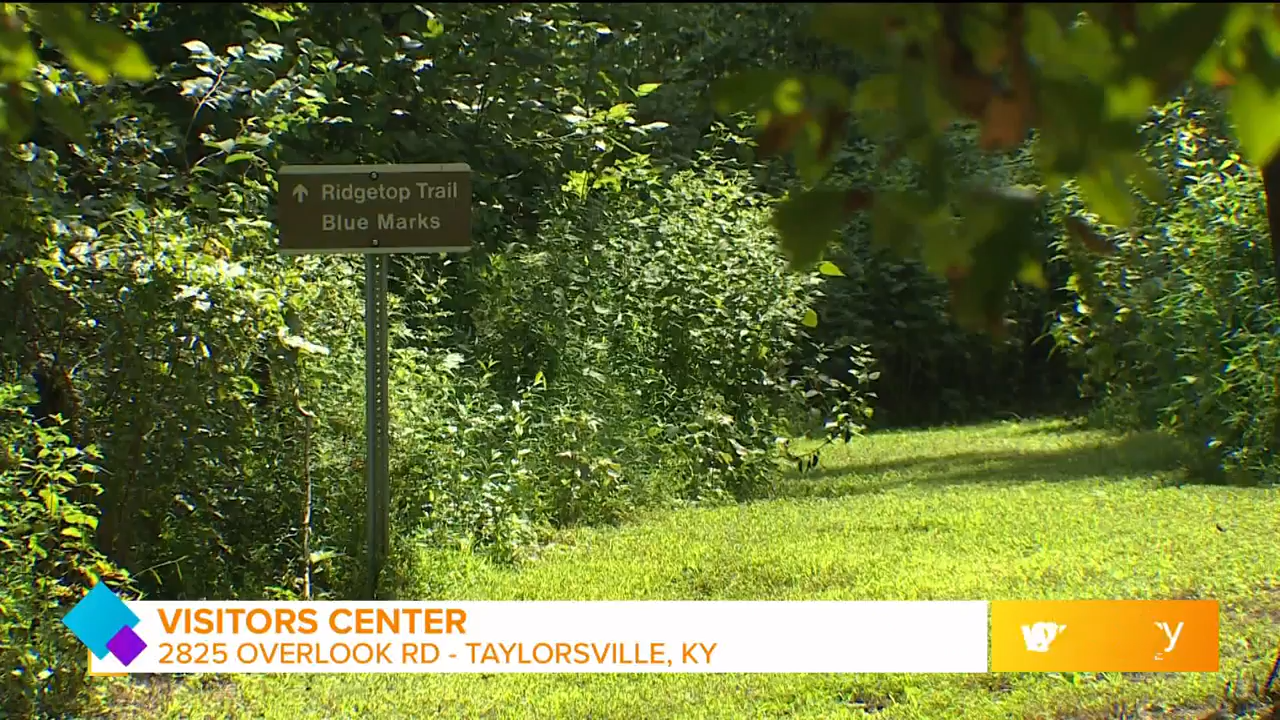 ↑ Ridgetop Trail
Blue Marks
VISITORS CENTER
2825 OVERLOOK RD - TAYLORSVILLE, KY